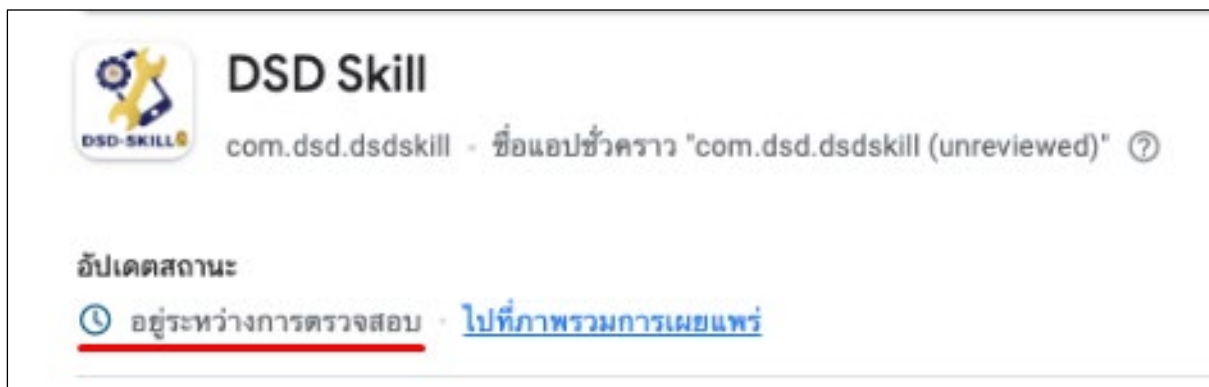 DSD Skill
DSD-SKILL
com.dsd.dsdskill - ชื่อแอปชั่วคราว "com.dsd.dsdskill (unreviewed)" ?
อัปเดตสถานะ
อยู่ระหว่างการตรวจสอบ · ไปที่ภาพรวมการเผยแพร่